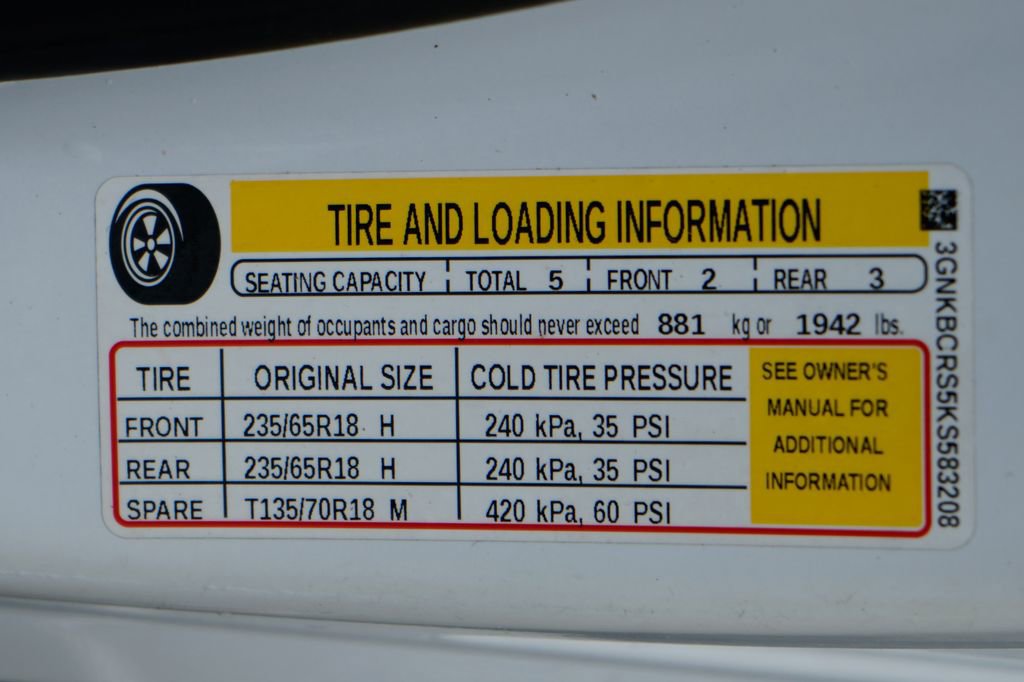 TIRE AND LOADING INFORMATION
SEATING CAPACITY TOTAL 5 FRONT 2 REAR 3
The combined weight of occupants and cargo should never exceed 881 kg or 1942 lbs.
TIRE ORIGINAL SIZE COLD TIRE PRESSURE
FRONT 235/65R18 H 240 kPa, 35 PSI
REAR 235/65R18 H 240 kPa, 35 PSI
SPARE T135/70R18 M 420 kPa, 60 PSI
SEE OWNER'S
MANUAL FOR
ADDITIONAL
INFORMATION
3GNKBCRS5KS583208